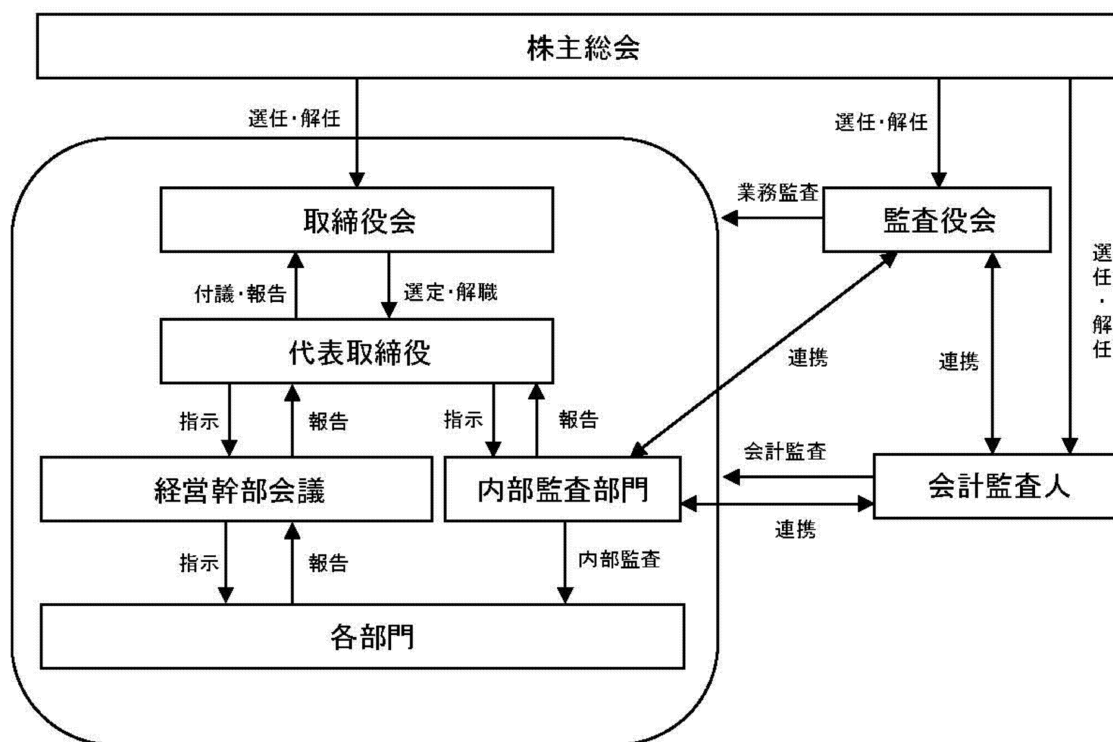 株主総会
選任・解任
選任・解任
選任・解任
取締役会
業務監査
監査役会
付議・報告
選定・解職
代表取締役
連携
連携
指示
報告
指示
報告
経営幹部会議
内部監査部門
会計監査
会計監査人
連携
指示
報告
内部監査
各部門